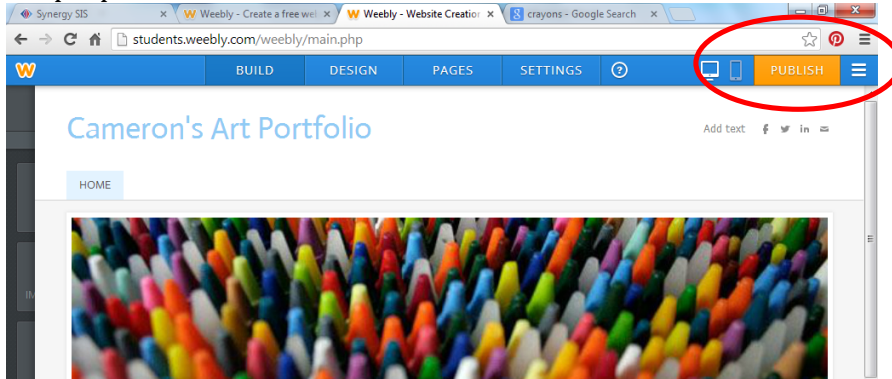 Synergy SIS
Weebly - Create a free wel
Weebly - Website Creation
crayons - Google Search
students.weebly.com/weebly/main.php
BUILD
DESIGN
PAGES
SETTINGS
?
PUBLISH
Cameron's Art Portfolio
Add text
HOME